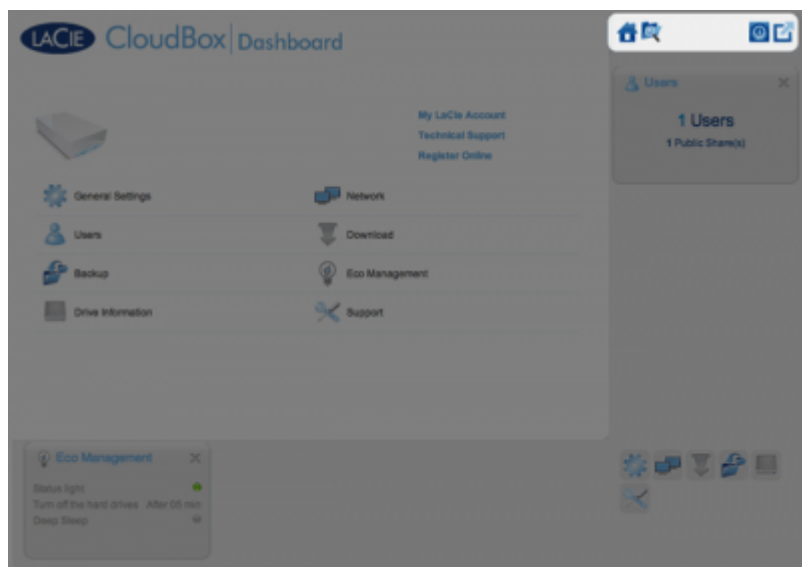 LACIE CloudBox | Dashboard
My LaCie Account
Technical Support
Register Online
General Settings
Network
Users
Download
Backup
Eco Management
Drive Information
Support
Users
1 Users
1 Public Share(s)
Eco Management
Status light
Turn off the hard drives After 05 min
Deep Sleep